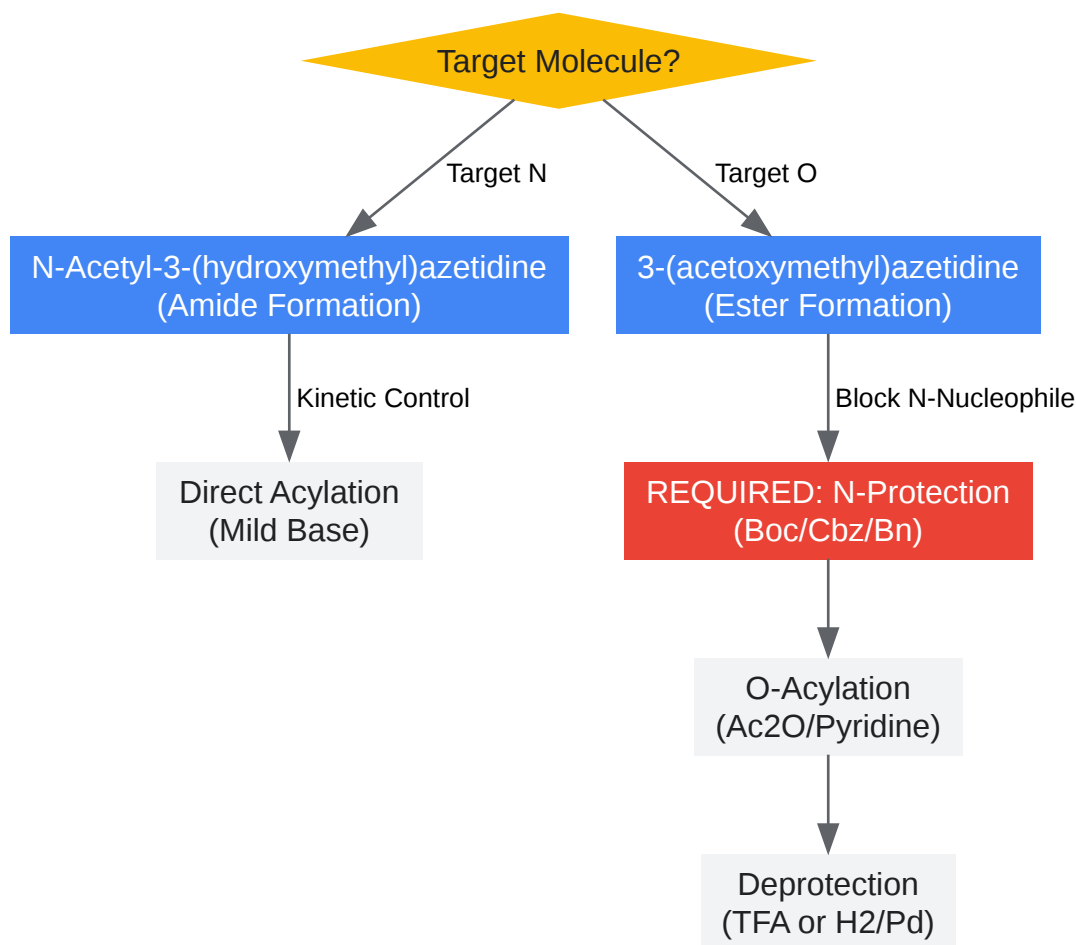 Target Molecule?
Target N
Target O
N-Acetyl-3-(hydroxymethyl)azetidine
(Amide Formation)
3-(acetoxymethyl)azetidine
(Ester Formation)
Kinetic Control
Block N-Nucleophile
Direct Acylation
(Mild Base)
REQUIRED: N-Protection
(Boc/Cbz/Bn)
O-Acylation
(Ac2O/Pyridine)
Deprotection
(TFA or H2/Pd)